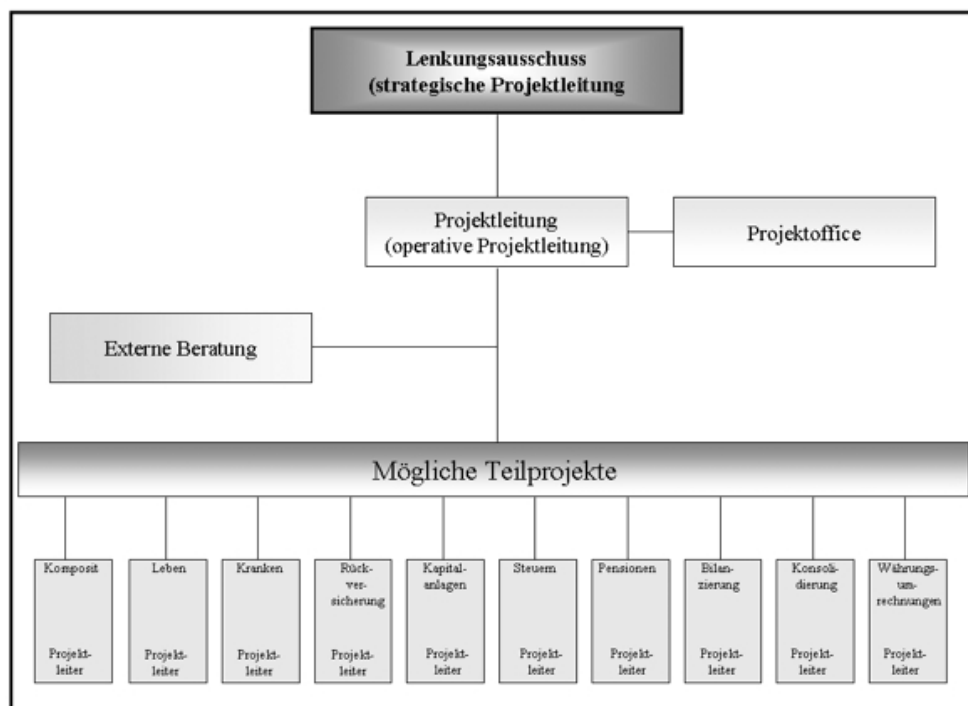 Lenkungsausschuss
(strategische Projektleitung
Projektleitung
(operative Projektleitung)
Projektoffice
Externe Beratung
Mögliche Teilprojekte
Komposit
Projekt-
leiter
Leben
Projekt-
leiter
Kranken
Projekt-
leiter
Rück-
ver-
sicherung
Projekt-
leiter
Kapital-
anlagen
Projekt-
leiter
Steuern
Projekt-
leiter
Pensionen
Projekt-
leiter
Bilan-
zierung
Projekt-
leiter
Konsoli-
dierung
Projekt-
leiter
Währungs-
um-
rechnungen
Projekt-
leiter